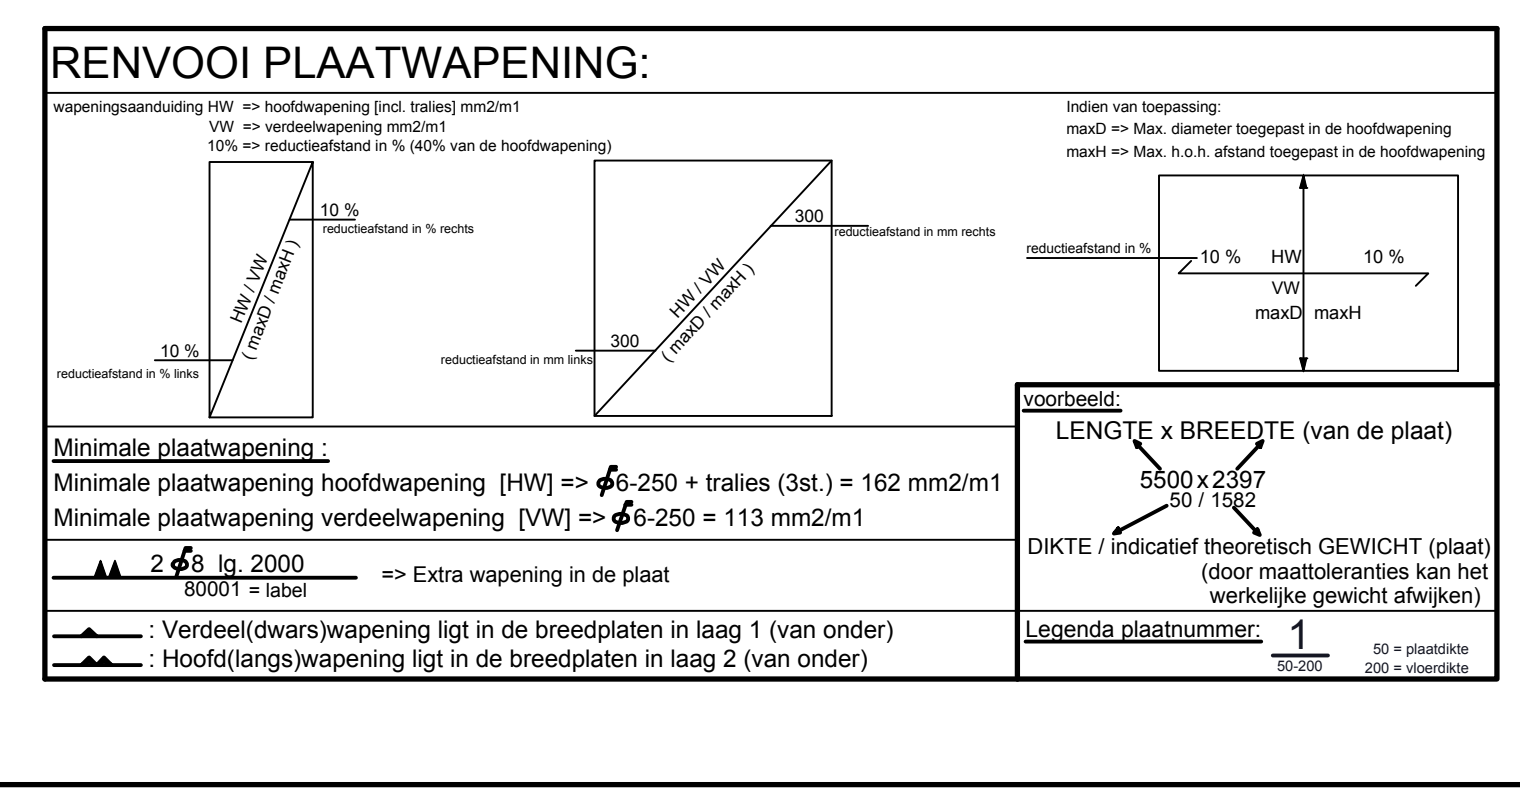 RENVOOI PLAATWAPENING:
wapeningsaanduiding HW => hoofdwapening [incl. tralies] mm2/m1
VW => verdeelwapening mm2/m1
10% => reductieafstand in % (40% van de hoofdwapening)
10 %
reductieafstand in % rechts
HW / VW
( maxD / maxH )
10 %
reductieafstand in % links
300
reductieafstand in mm rechts
HW / VW
( maxD / maxH )
300
reductieafstand in mm links
Indien van toepassing:
maxD => Max. diameter toegepast in de hoofdwapening
maxH => Max. h.o.h. afstand toegepast in de hoofdwapening
reductieafstand in %
10 % HW 10 %
VW
maxD maxH
Minimale plaatwapening :
Minimale plaatwapening hoofdwapening [HW] => ϕ6-250 + tralies (3st.) = 162 mm2/m1
Minimale plaatwapening verdeelwapening [VW] => ϕ6-250 = 113 mm2/m1
2 ϕ8 lg. 2000
80001 = label
=> Extra wapening in de plaat
: Verdeel(dwars)wapening ligt in de breedplaten in laag 1 (van onder)
: Hoofd(langs)wapening ligt in de breedplaten in laag 2 (van onder)
voorbeeld:
LENGTE x BREEDTE (van de plaat)
5500 x 2397
50 / 1582
DIKTE / indicatief theoretisch GEWICHT (plaat)
(door maattoleranties kan het
werkelijke gewicht afwijken)
Legenda plaatnummer:
1
50-200
50 = plaatdikte
200 = vloerdikte